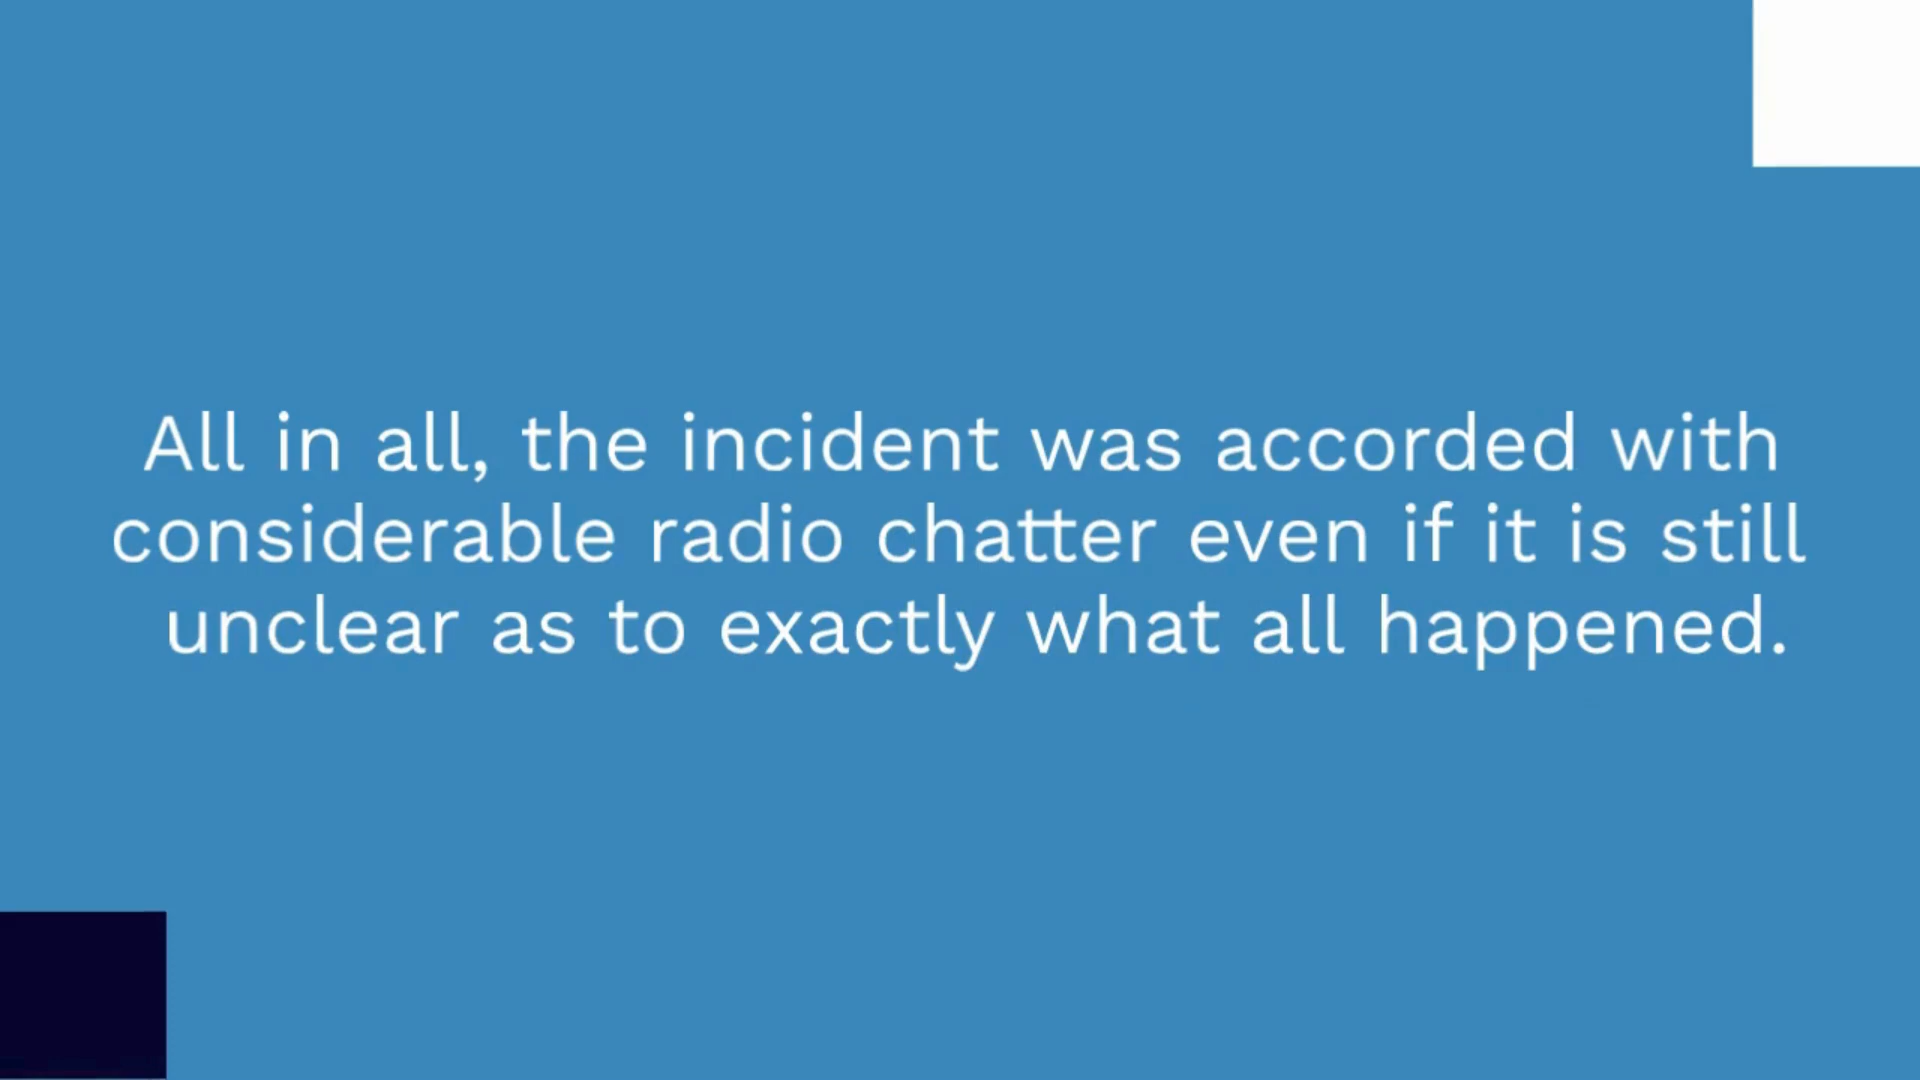 All in all, the incident was accorded with
considerable radio chatter even if it is still
unclear as to exactly what all happened.